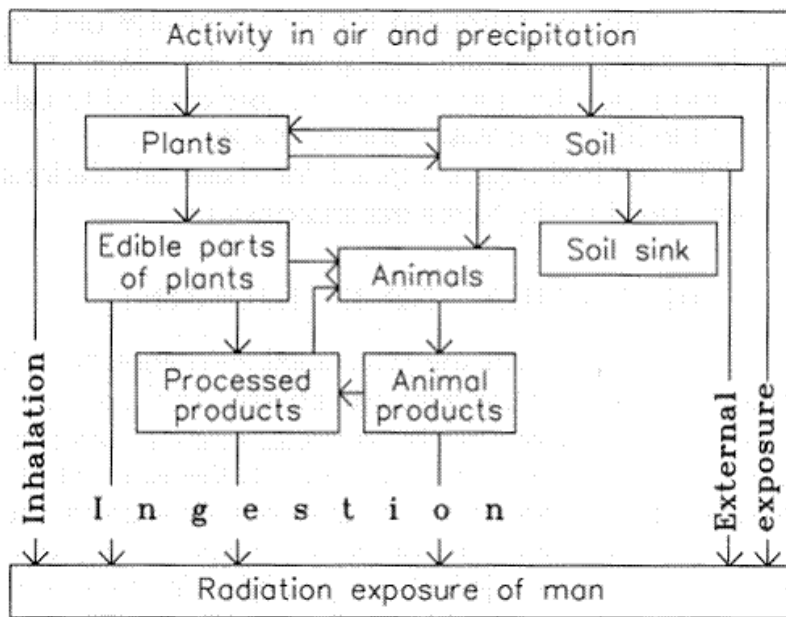 Activity in air and precipitation
Plants
Soil
Edible parts
of plants
Animals
Soil sink
Processed
products
Animal
products
Inhalation
Ingestion
External
exposure
Radiation exposure of man